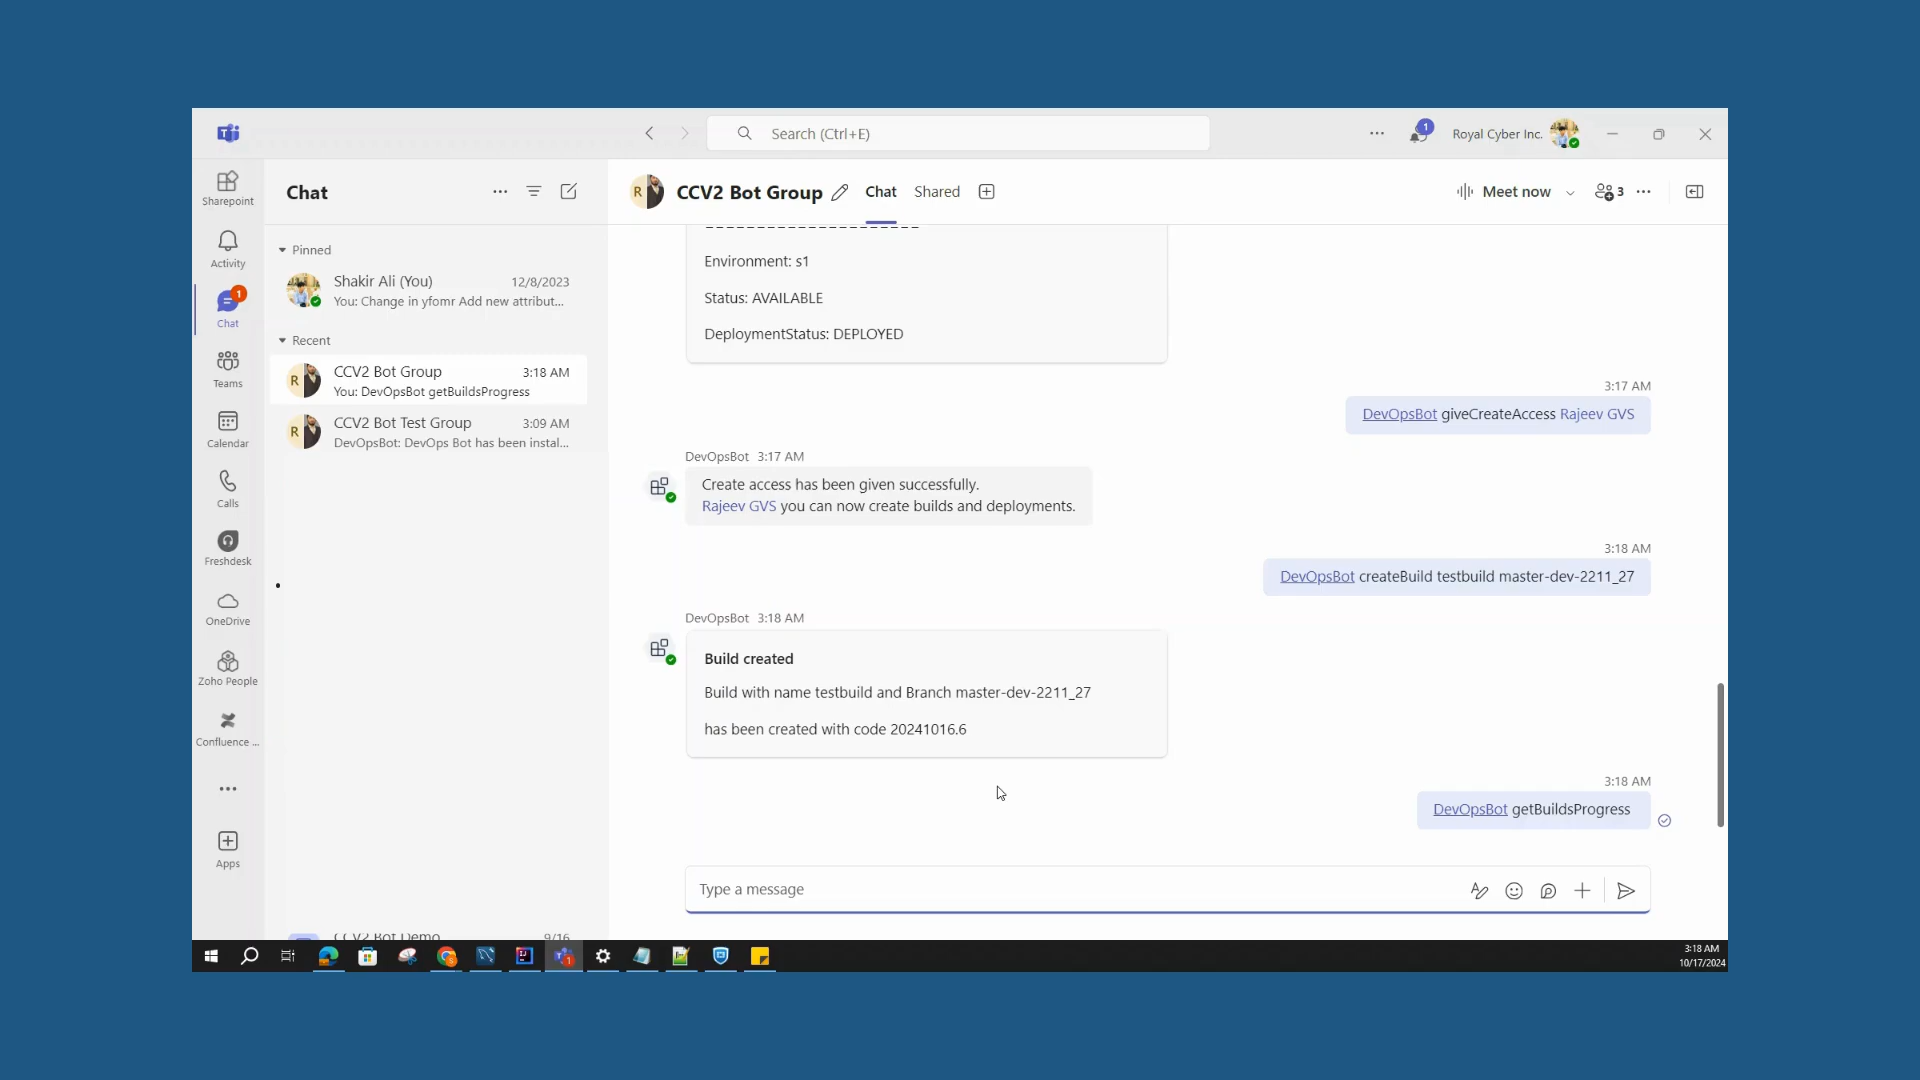 Search (Ctrl+E)
1
Royal Cyber Inc.
Sharepoint
Activity
1
Chat
Teams
Calendar
Calls
Freshdesk
OneDrive
Zoho People
Confluence ...
Apps
Chat
Pinned
Shakir Ali (You) 12/8/2023
You: Change in yfomr Add new attribut...
Recent
R
CCV2 Bot Group 3:18 AM
You: DevOpsBot getBuildsProgress
R
CCV2 Bot Test Group 3:09 AM
DevOpsBot: DevOps Bot has been instal...
CCV2 Bot Demo 9/16
R
CCV2 Bot Group Chat Shared
Meet now 3
---------------------
Environment: s1
Status: AVAILABLE
DeploymentStatus: DEPLOYED
3:17 AM
DevOpsBot giveCreateAccess Rajeev GVS
DevOpsBot 3:17 AM
Create access has been given successfully.
Rajeev GVS you can now create builds and deployments.
3:18 AM
DevOpsBot createBuild testbuild master-dev-2211_27
DevOpsBot 3:18 AM
Build created
Build with name testbuild and Branch master-dev-2211_27
has been created with code 20241016.6
3:18 AM
DevOpsBot getBuildsProgress
Type a message
3:18 AM
10/17/2024